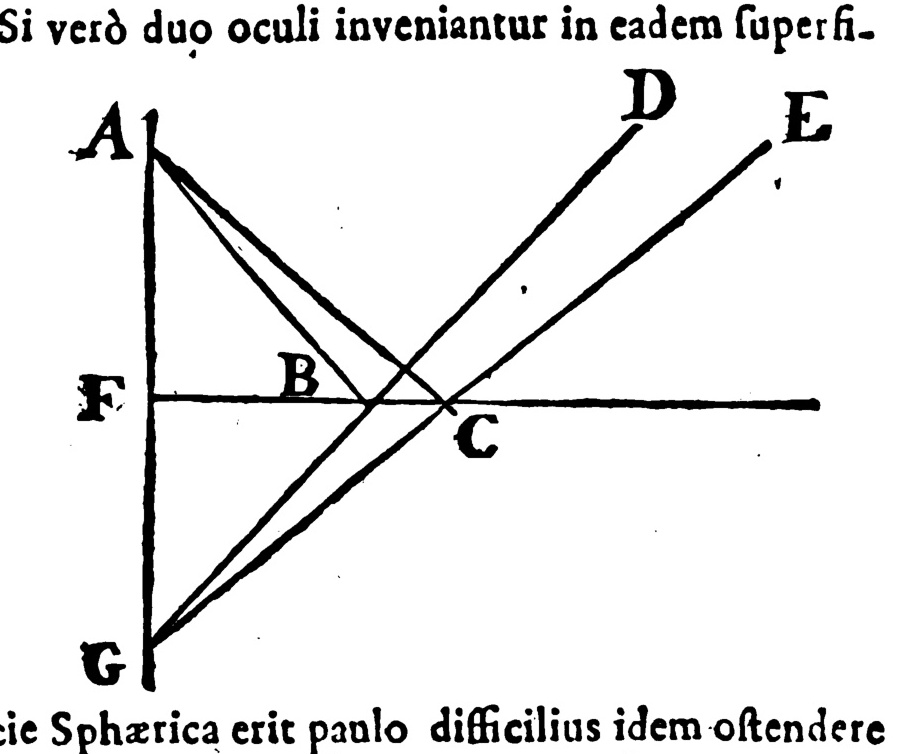 Si verò duo oculi inveniantur in eadem ſuperfi-
D
E
A
B
F
C
G
cie Sphærica erit paulo difficilius idem oſtendere